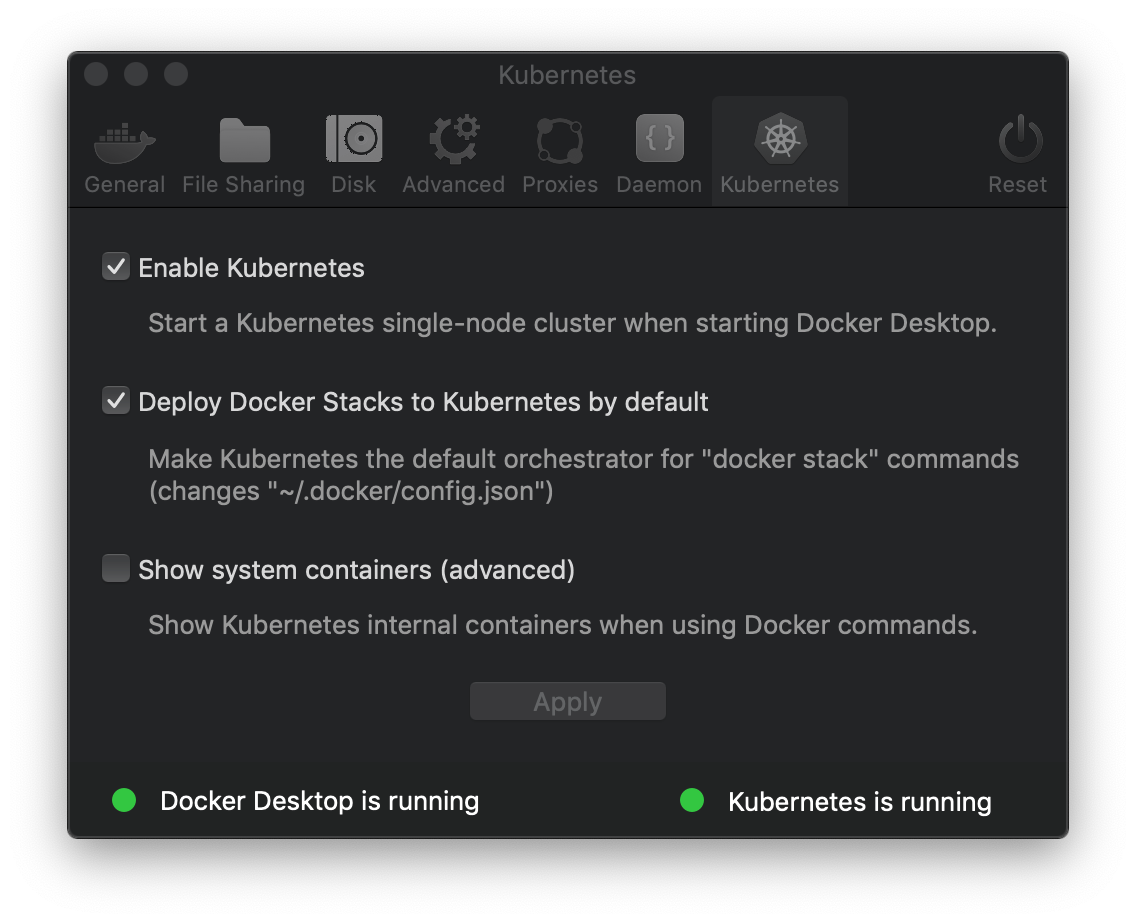 Kubernetes
General
File Sharing
Disk
Advanced
Proxies
Daemon
Kubernetes
Reset
Enable Kubernetes
Start a Kubernetes single-node cluster when starting Docker Desktop.
Deploy Docker Stacks to Kubernetes by default
Make Kubernetes the default orchestrator for "docker stack" commands
(changes "~/.docker/config.json")
Show system containers (advanced)
Show Kubernetes internal containers when using Docker commands.
Apply
Docker Desktop is running
Kubernetes is running